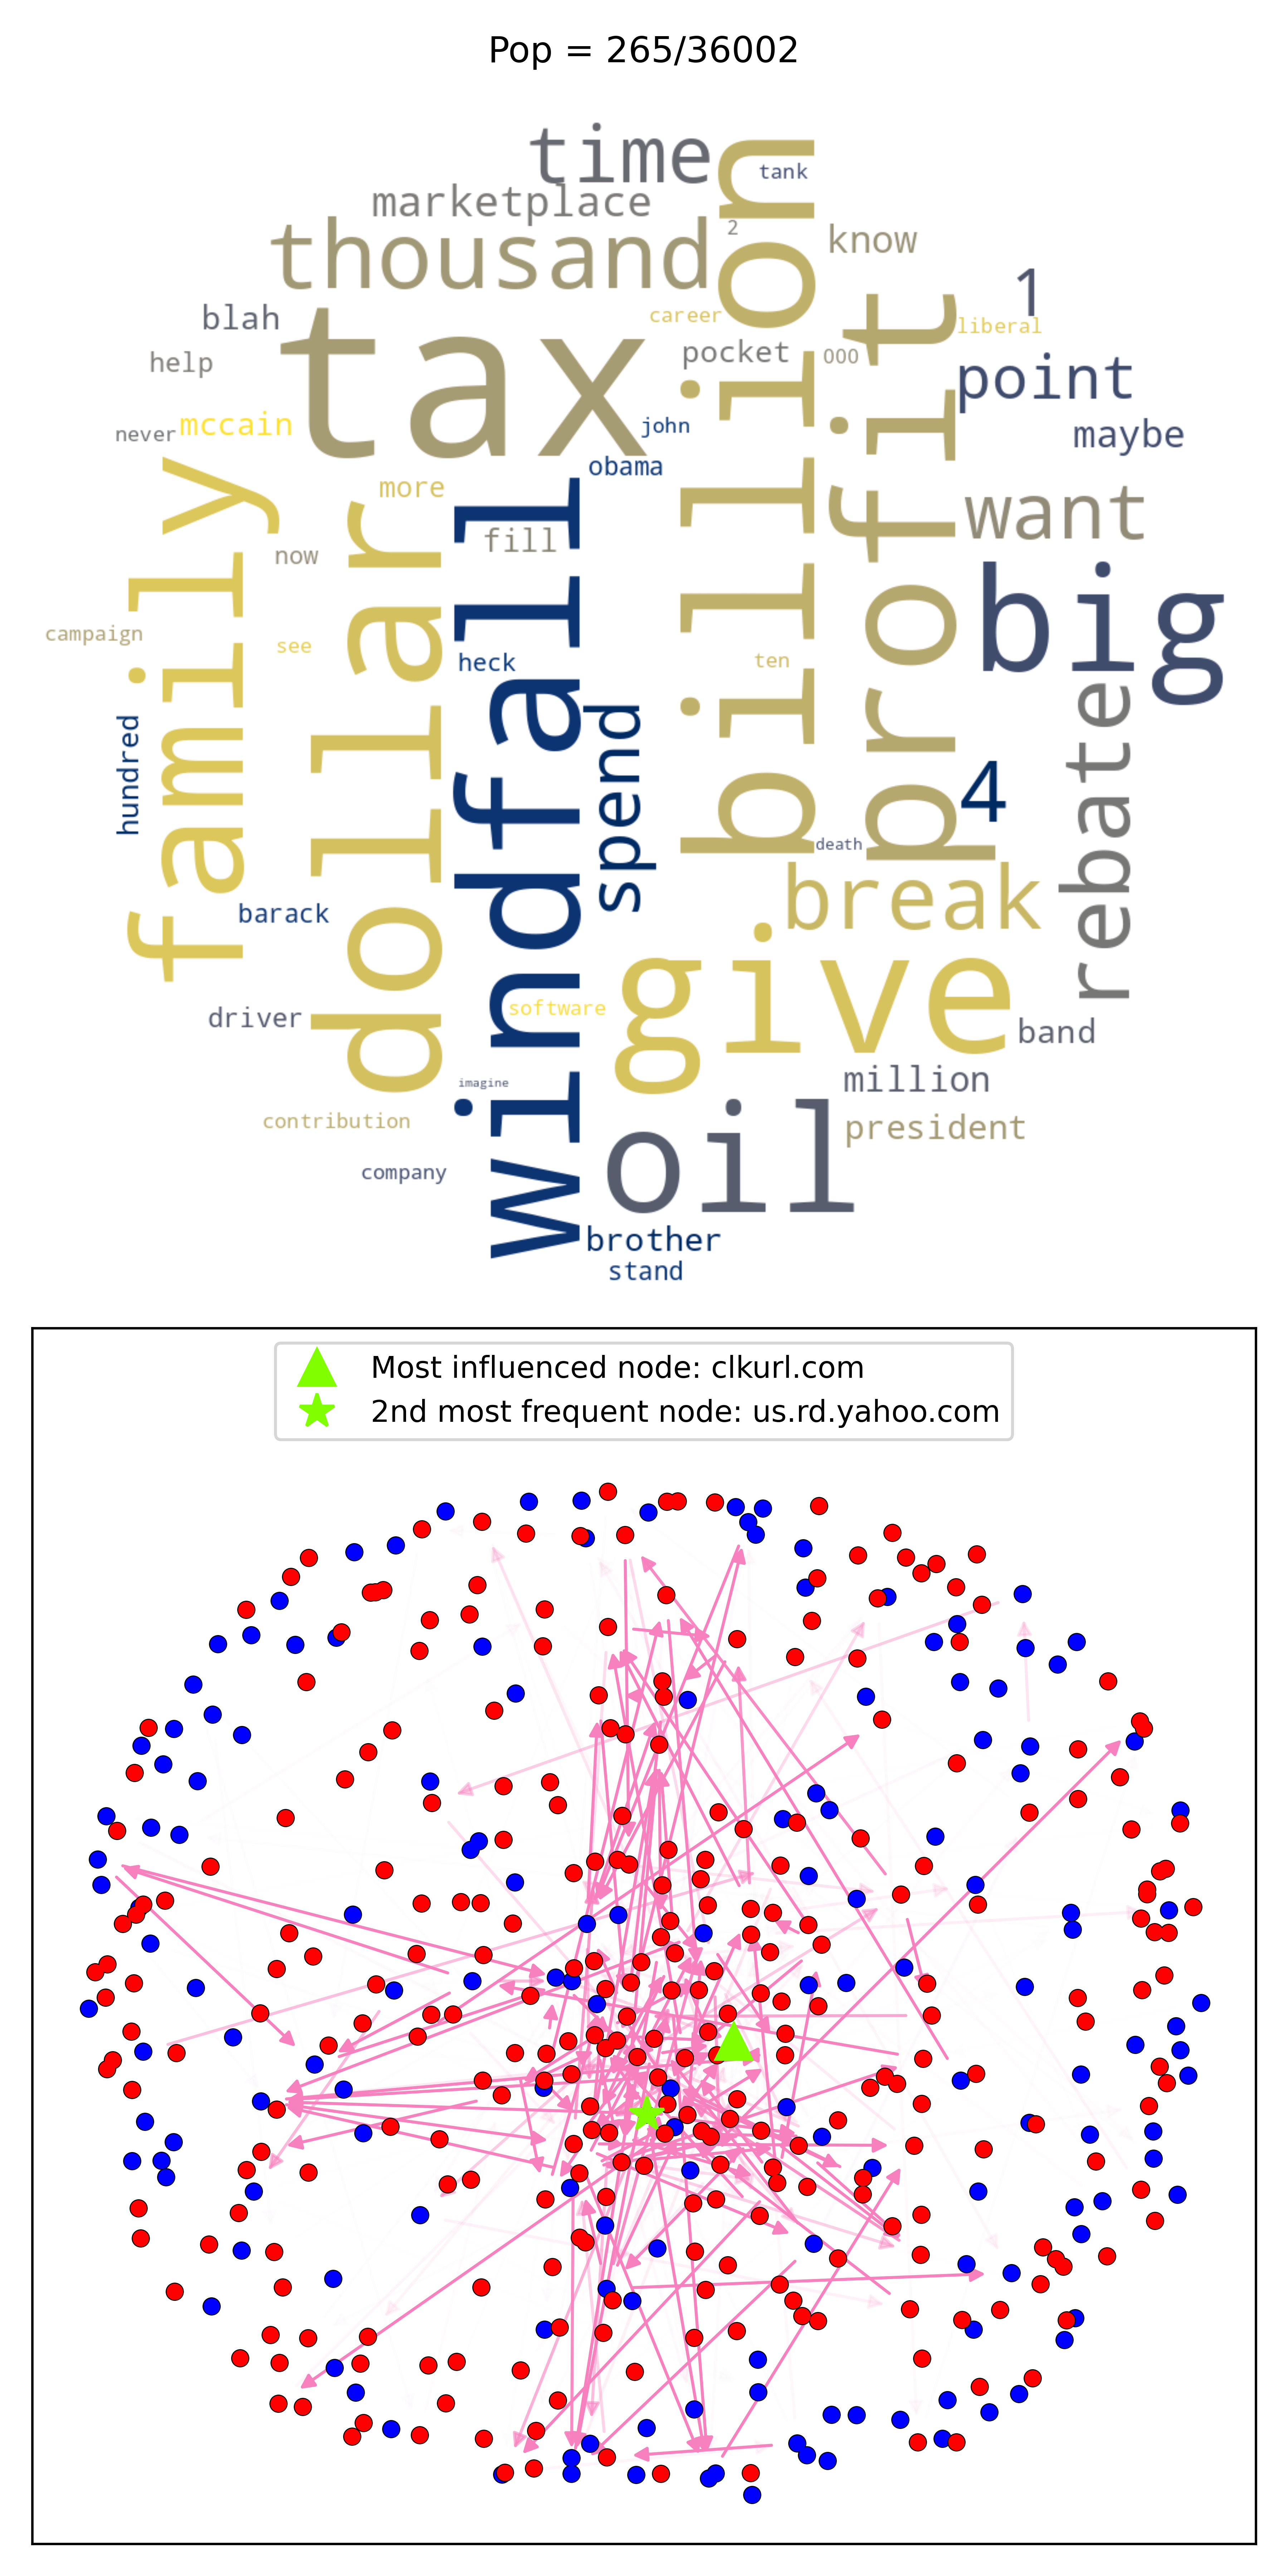 Pop = 265/36002
time
tank
marketplace
2
know
thousand
billion
1
blah
career
liberal
help
tax
pocket
000
profit
point
never
mccain
john
maybe
obama
family
more
dollar
windfall
fill
want
now
big
campaign
see
heck
ten
hundred
spend
rebate
4
death
barack
break
give
driver
software
band
imagine
million
contribution
oil
president
company
brother
stand
Most influenced node: clkurl.com
2nd most frequent node: us.rd.yahoo.com